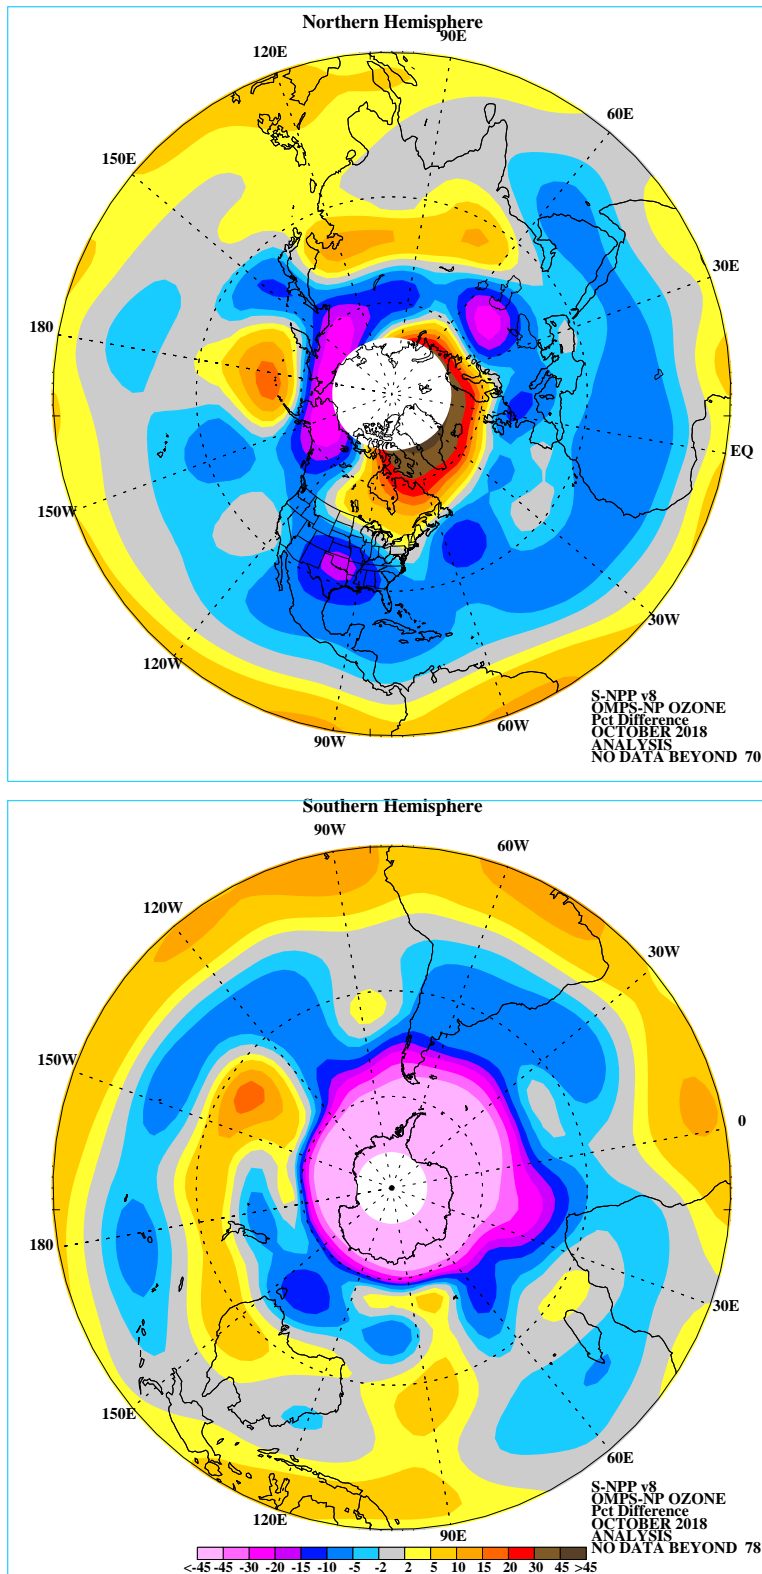 Northern Hemisphere
90E
120E
60E
150E
30E
180
EQ
150W
30W
120W
60W
90W
S-NPP v8
OMPS-NP OZONE
Pct Difference
OCTOBER 2018
ANALYSIS
NO DATA BEYOND 70
Southern Hemisphere
90W
60W
120W
30W
150W
0
180
30E
150E
60E
120E
90E
S-NPP v8
OMPS-NP OZONE
Pct Difference
OCTOBER 2018
ANALYSIS
NO DATA BEYOND 78
<-45 -45 -30 -20 -15 -10 -5 -2 2 5 10 15 20 30 45 >45